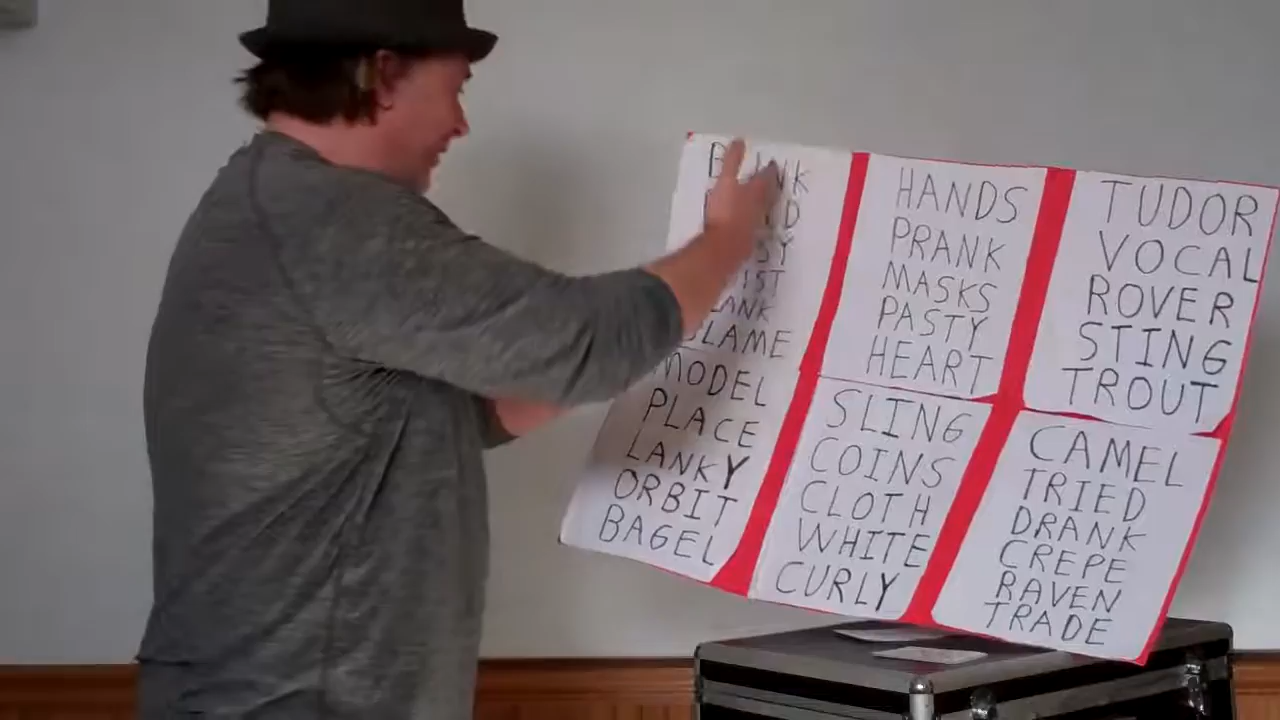 LAME
MODEL
PLACE
LANKY
ORBIT
BAGEL
HANDS
PRANK
MASKS
PASTY
HEART
SLING
COINS
CLOTH
WHITE
CURLY
TUDOR
VOCAL
ROVER
STING
TROUT
CAMEL
TRIED
DRANK
CREPE
RAVEN
TRADE